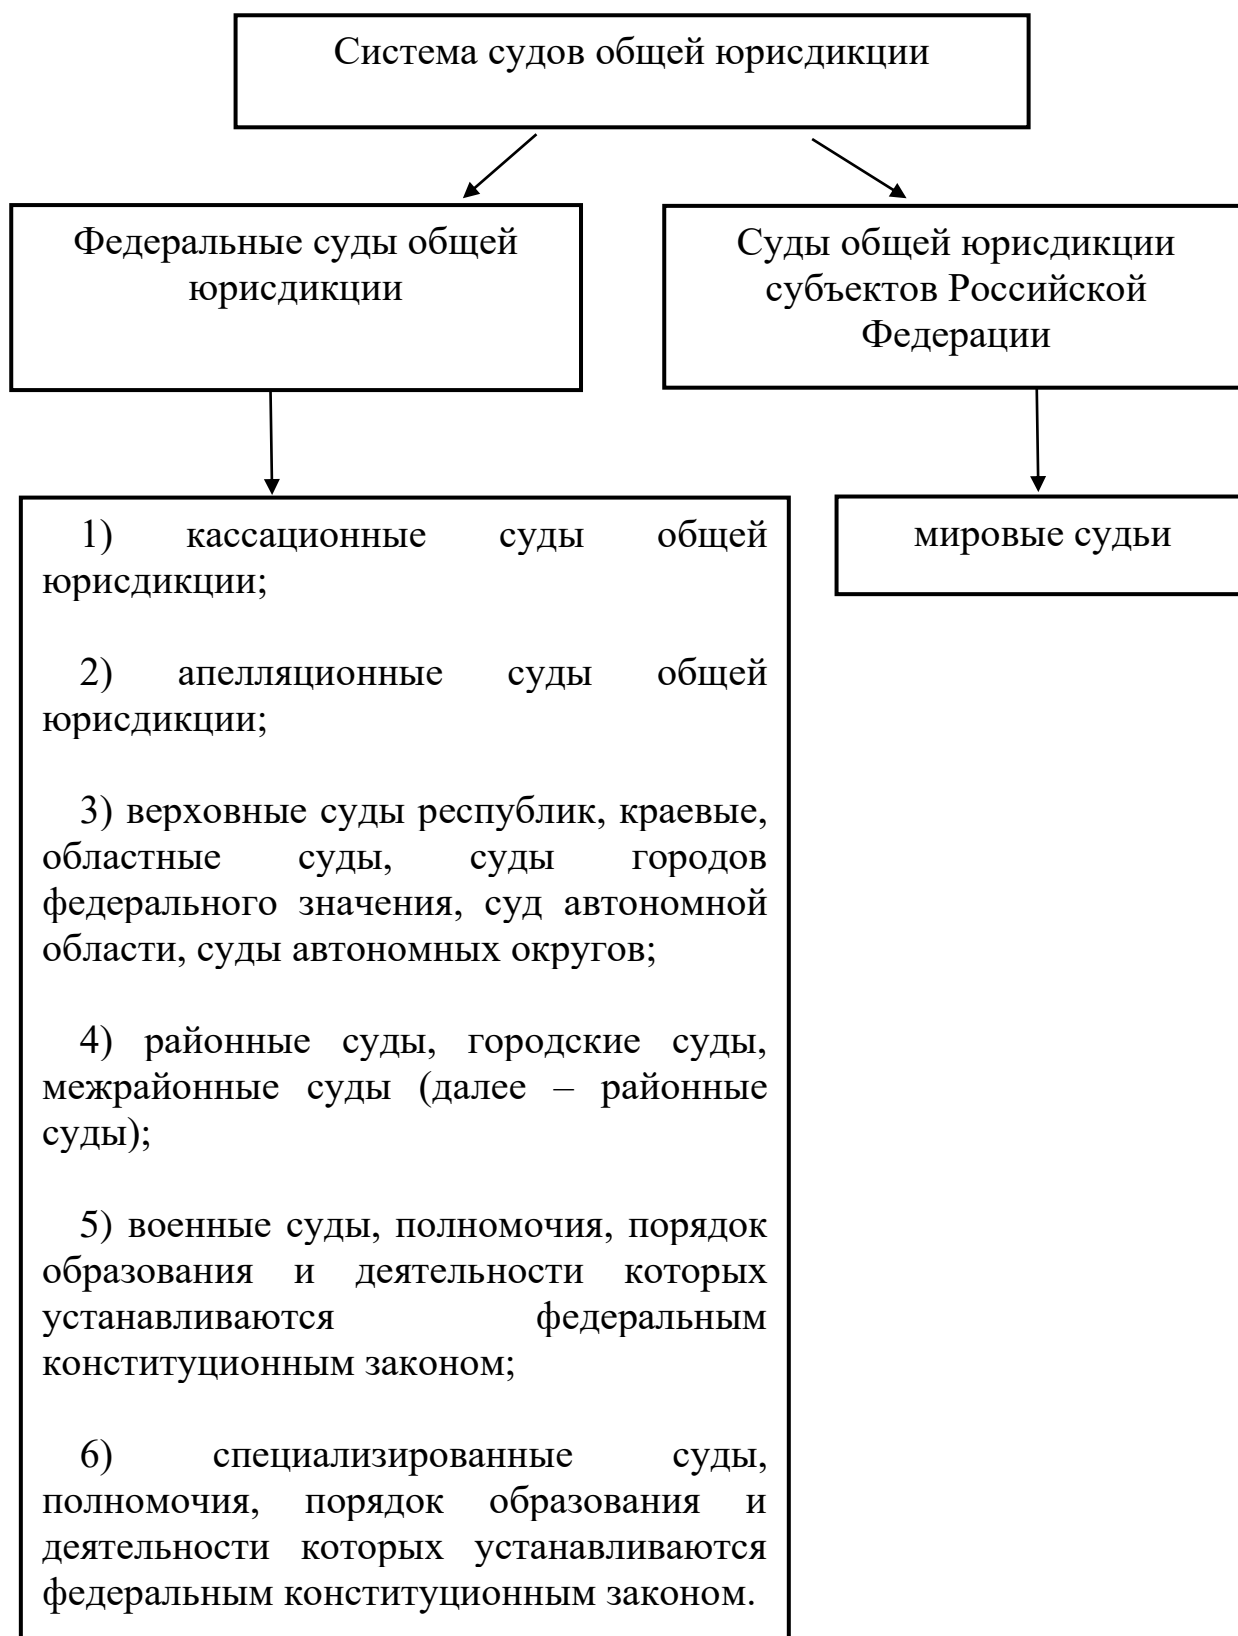 Система судов общей юрисдикции
Федеральные суды общей
юрисдикции
Суды общей юрисдикции
субъектов Российской
Федерации
1) кассационные суды общей
юрисдикции;
2) апелляционные суды общей
юрисдикции;
3) верховные суды республик, краевые,
областные суды, суды городов
федерального значения, суд автономной
области, суды автономных округов;
4) районные суды, городские суды,
межрайонные суды (далее – районные
суды);
5) военные суды, полномочия, порядок
образования и деятельности которых
устанавливаются федеральным
конституционным законом;
6) специализированные суды,
полномочия, порядок образования и
деятельности которых устанавливаются
федеральным конституционным законом.
мировые судьи